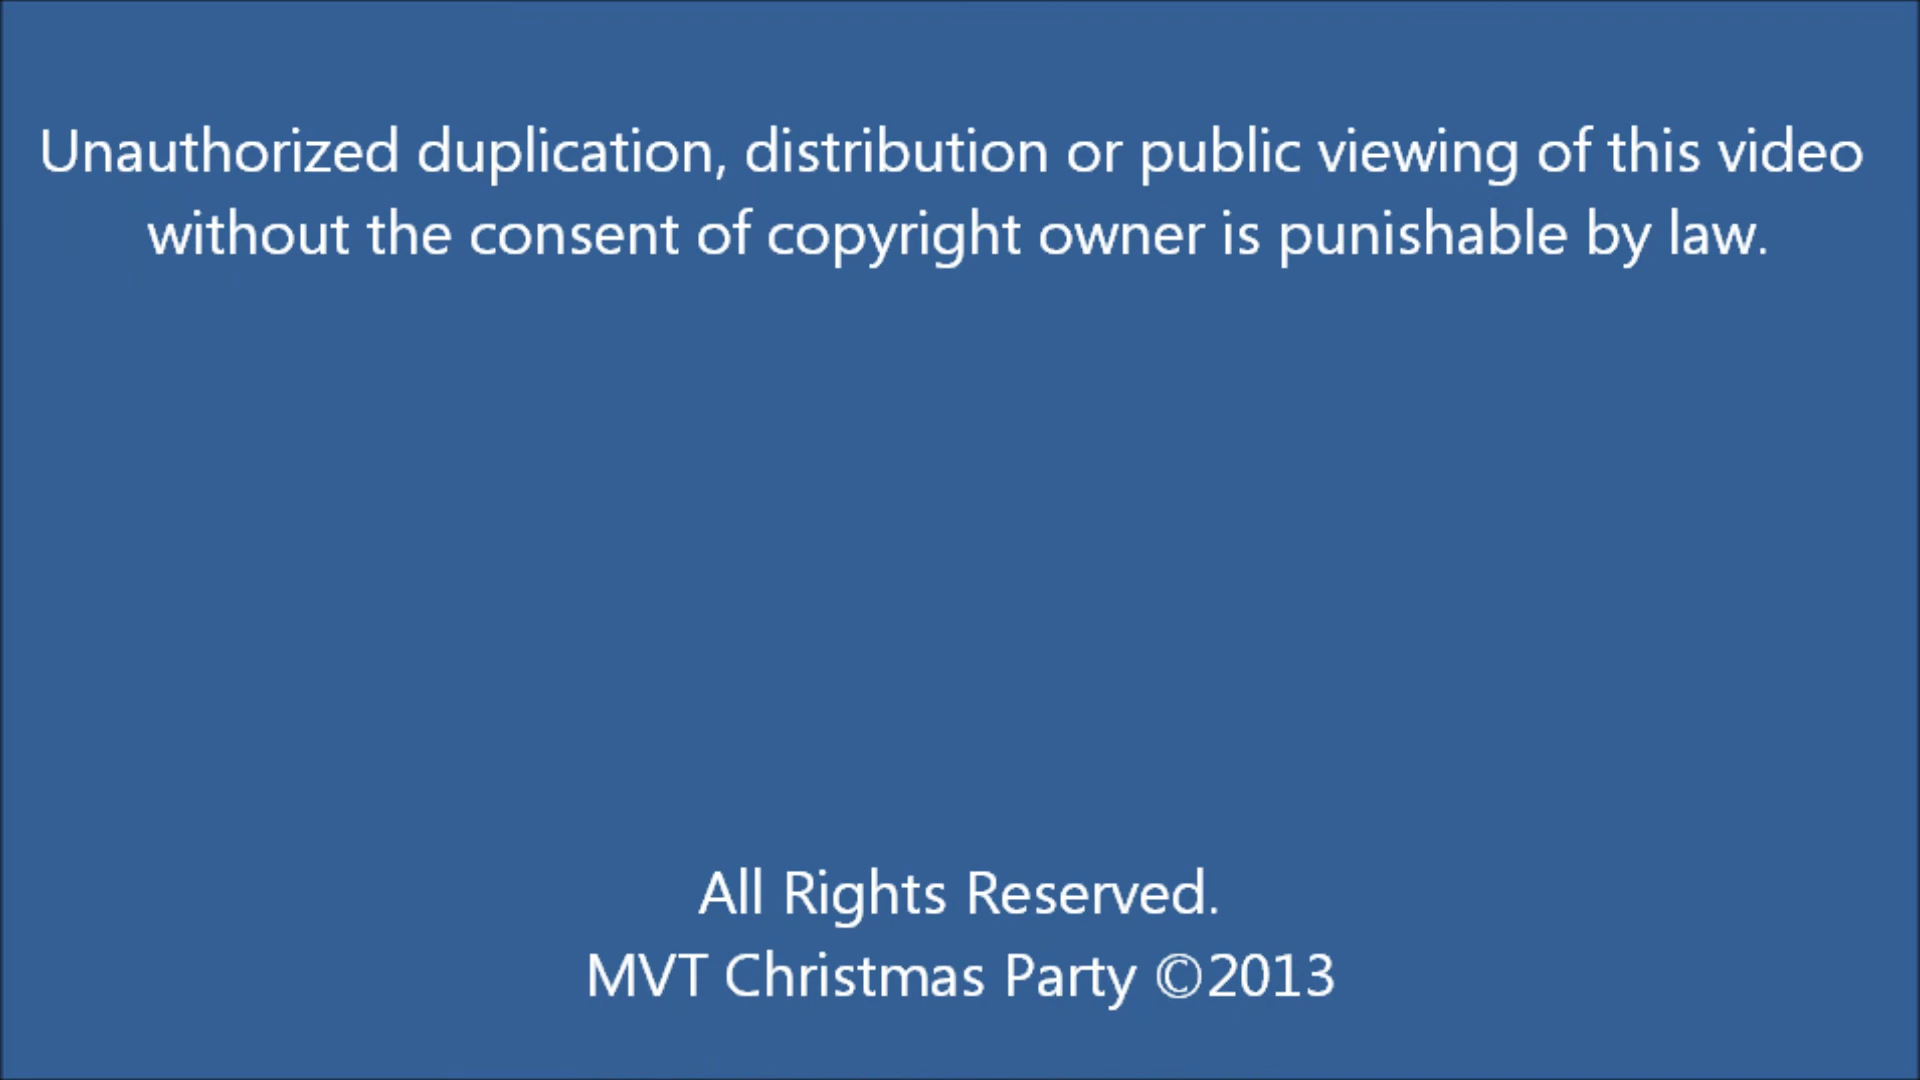 Unauthorized duplication, distribution or public viewing of this video
without the consent of copyright owner is punishable by law.
All Rights Reserved.
MVT Christmas Party ©2013